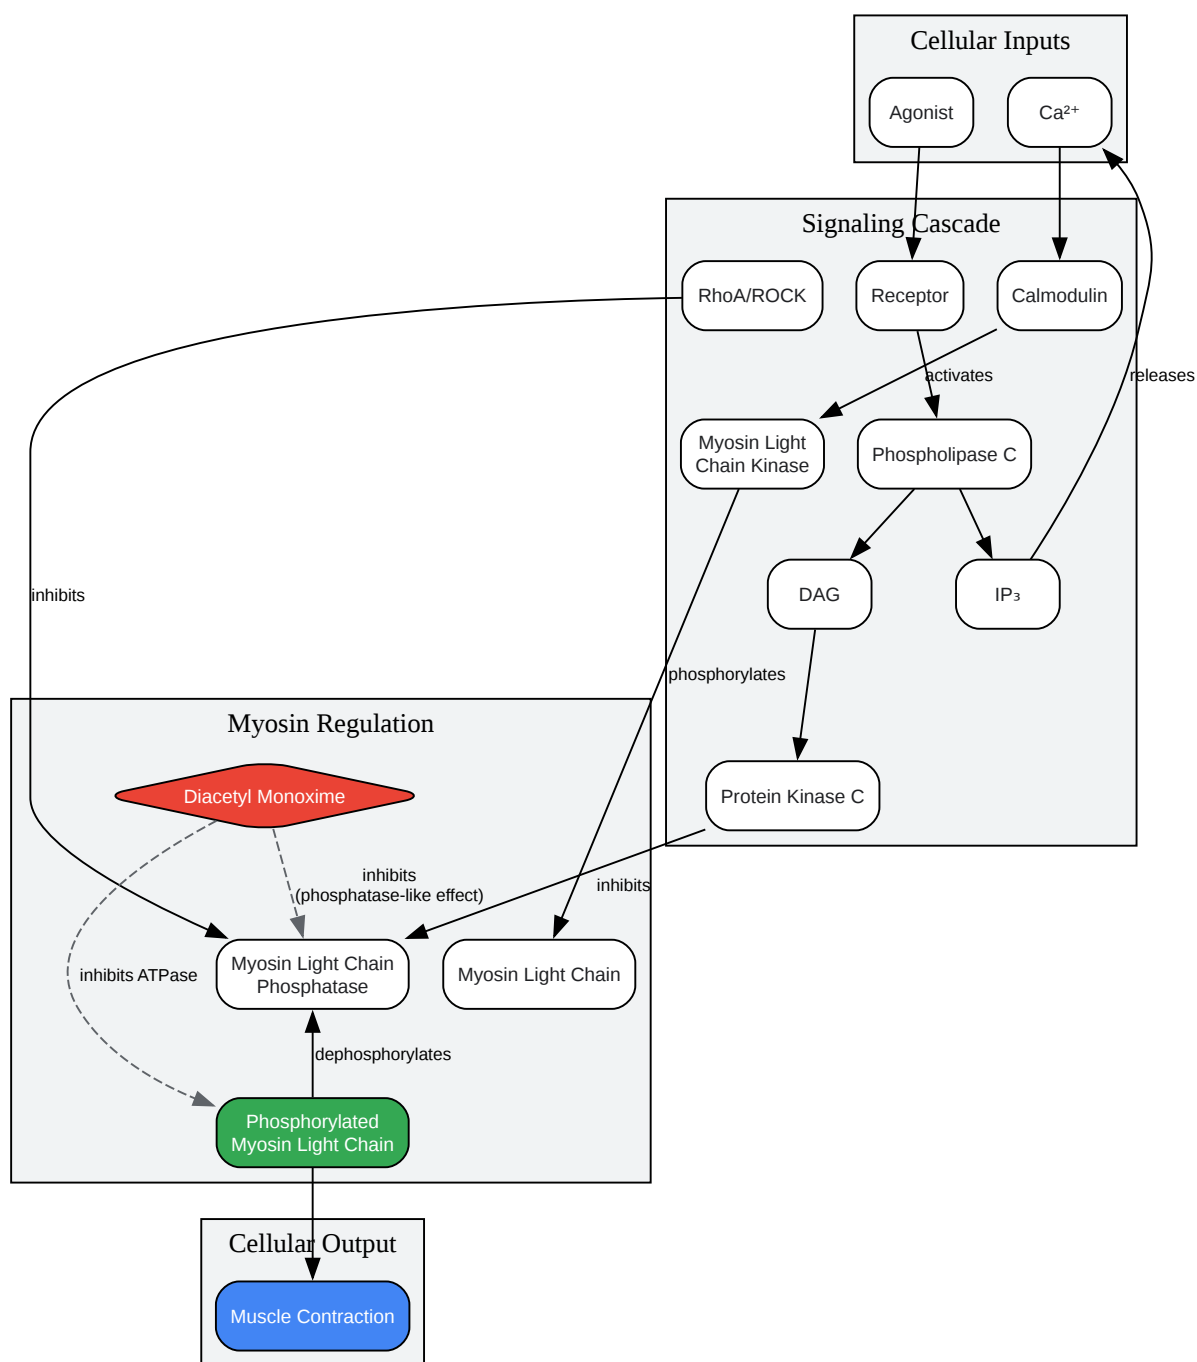 Cellular Inputs
Agonist
Ca²⁺
Signaling Cascade
RhoA/ROCK
Receptor
Calmodulin
activates
releases
Myosin Light
Chain Kinase
Phospholipase C
inhibits
DAG
IP₃
phosphorylates
Myosin Regulation
Diacetyl Monoxime
Protein Kinase C
inhibits
(phosphatase-like effect)
inhibits
inhibits ATPase
Myosin Light Chain
Phosphatase
Myosin Light Chain
dephosphorylates
Phosphorylated
Myosin Light Chain
Cellular Output
Muscle Contraction